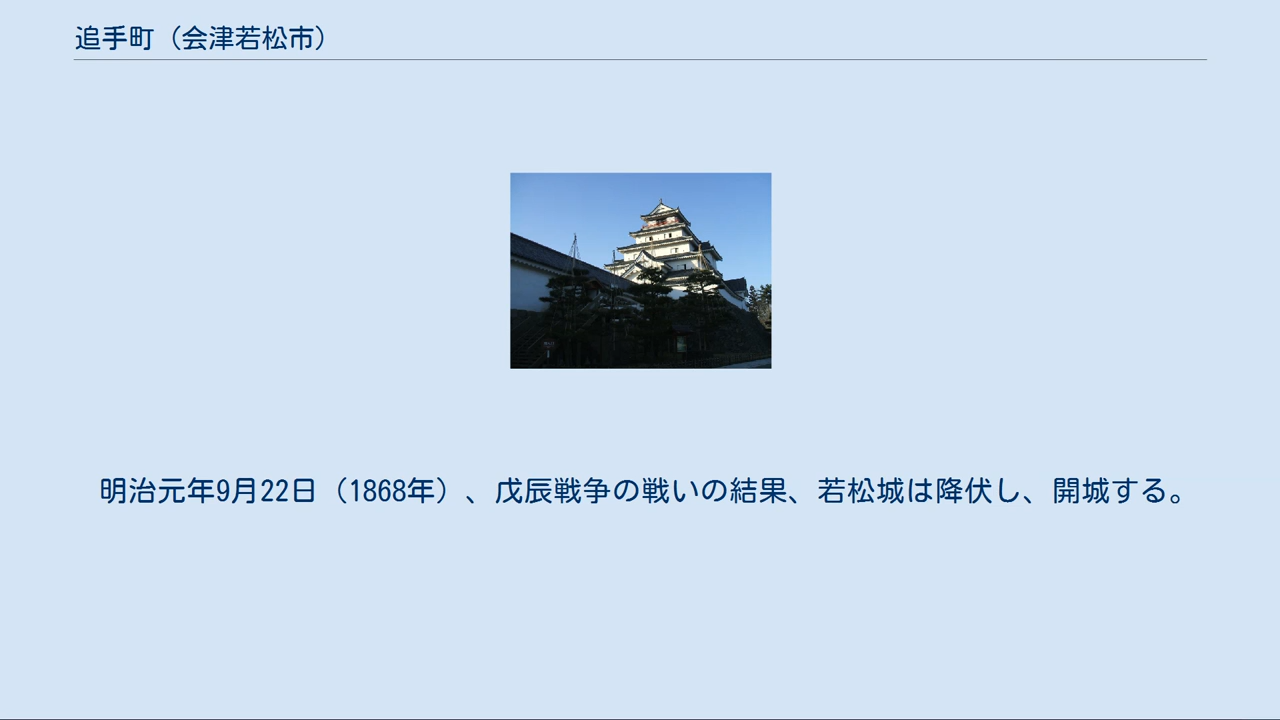 追手町（会津若松市）
明治元年9月22日（1868年）、戊辰戦争の戦いの結果、若松城は降伏し、開城する。